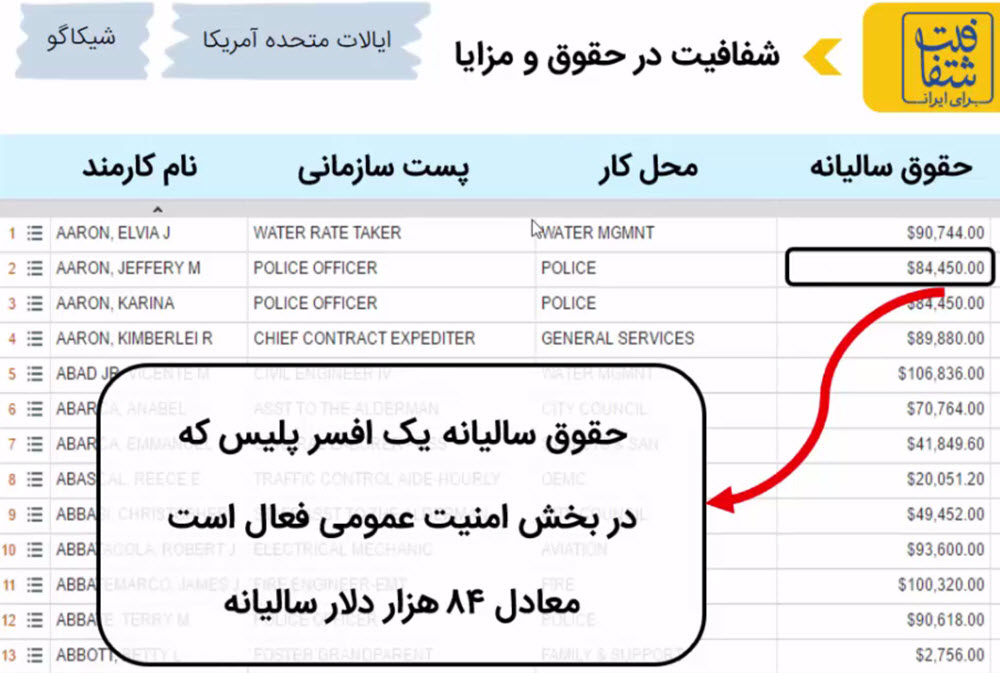 شفافیت
برای ایران
شفافیت در حقوق و مزایا
ایالات متحده آمریکا
شیکاگو
نام کارمند پست سازمانی محل کار حقوق سالیانه
1 AARON, ELVIA J WATER RATE TAKER WATER MGMNT $90,744.00
2 AARON, JEFFERY M POLICE OFFICER POLICE $84,450.00
3 AARON, KARINA POLICE OFFICER POLICE $84,450.00
4 AARON, KIMBERLEI R CHIEF CONTRACT EXPEDITER GENERAL SERVICES $89,880.00
5 ABAD JR, VICENTE M CIVIL ENGINEER IV WATER MGMNT $106,836.00
6 ABARCA, ANABEL ASST TO THE ALDERMAN CITY COUNCIL $70,764.00
7 ABARCA, EMMANUEL $41,849.60
8 ABASCAL, REECE E TRAFFIC CONTROL AIDE-HOURLY OEMC $20,051.20
9 ABBASI, CHRISTOPHER $49,452.00
10 ABBATACOLA, ROBERT J ELECTRICAL MECHANIC AVIATION $93,600.00
11 ABBATEMARCO, JAMES J FIRE ENGINEER-EMT FIRE $100,320.00
12 ABBATE, TERRY M POLICE OFFICER POLICE $90,618.00
13 ABBOTT, BETTY L FOSTER GRANDPARENT FAMILY & SUPPORT $2,756.00
حقوق سالیانه یک افسر پلیس که
در بخش امنیت عمومی فعال است
معادل ۸۴ هزار دلار سالیانه